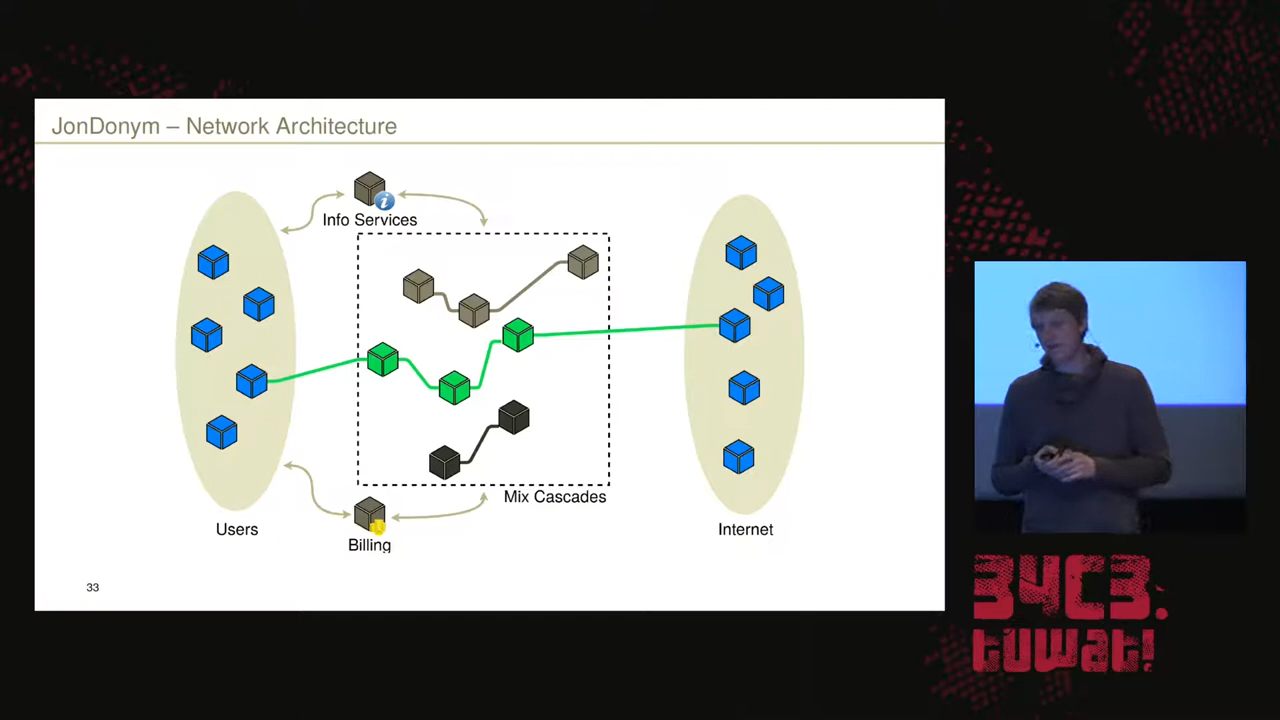 JonDonym – Network Architecture
Info Services
Mix Cascades
Users
Internet
Billing
33
34C3.
tuwat!